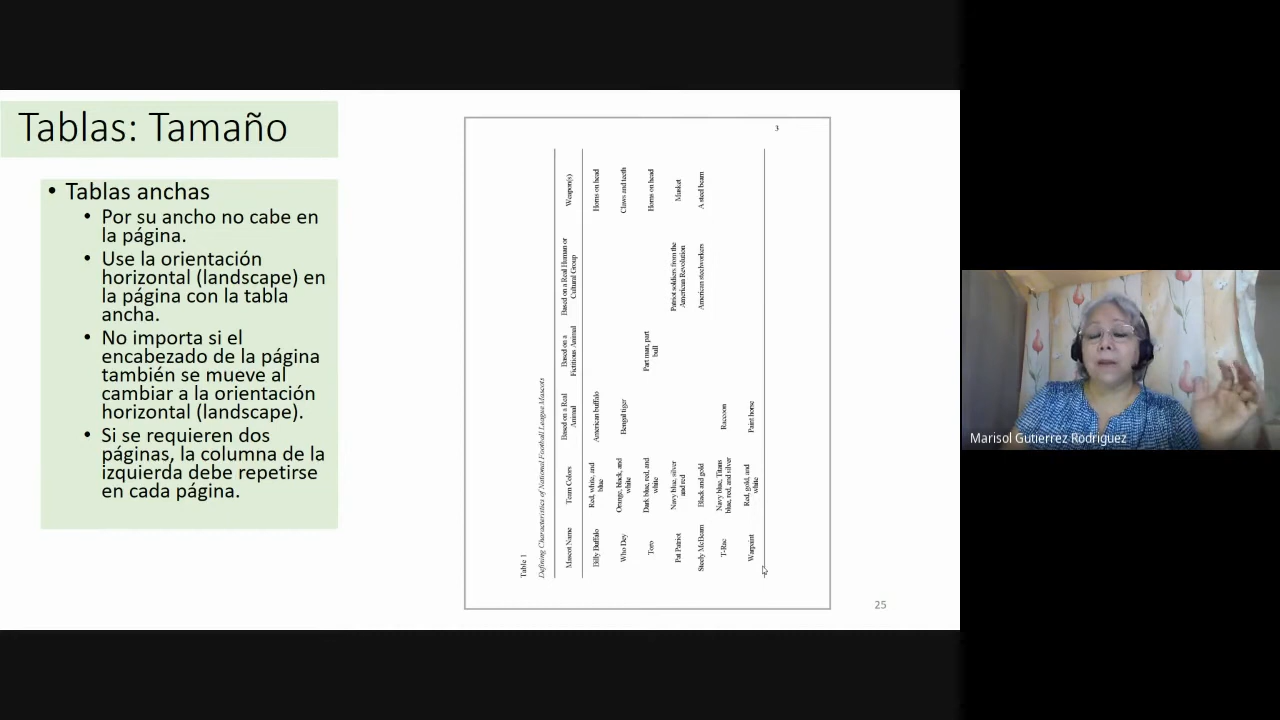 Tablas: Tamaño
• Tablas anchas
• Por su ancho no cabe en
la página.
• Use la orientación
horizontal (landscape) en
la página con la tabla
ancha.
• No importa si el
encabezado de la página
también se mueve al
cambiar a la orientación
horizontal (landscape).
• Si se requieren dos
páginas, la columna de la
izquierda debe repetirse
en cada página.
3
Table 1
Defining Characteristics of National Football League Mascots
Mascot Name
Team Colors
Based on a Real
Animal
Based on a
Fictitious Animal
Based on a Real Human or
Cultural Group
Weapon(s)
Billy Buffalo
Red, white, and
blue
American buffalo
Horns on head
Who Dey
Orange, black, and
white
Bengal tiger
Claws and teeth
Toro
Dark blue, red, and
white
Part man, part
bull
Horns on head
Pat Patriot
Navy blue, silver
and red
Patriot soldiers from the
American Revolution
Musket
Steely McBeam
Black and gold
American steelworkers
A steel beam
T-Rac
Navy blue, Titans
blue, red, and silver
Raccoon
Warpaint
Red, gold, and
white
Paint horse
25
Marisol Gutierrez Rodriguez